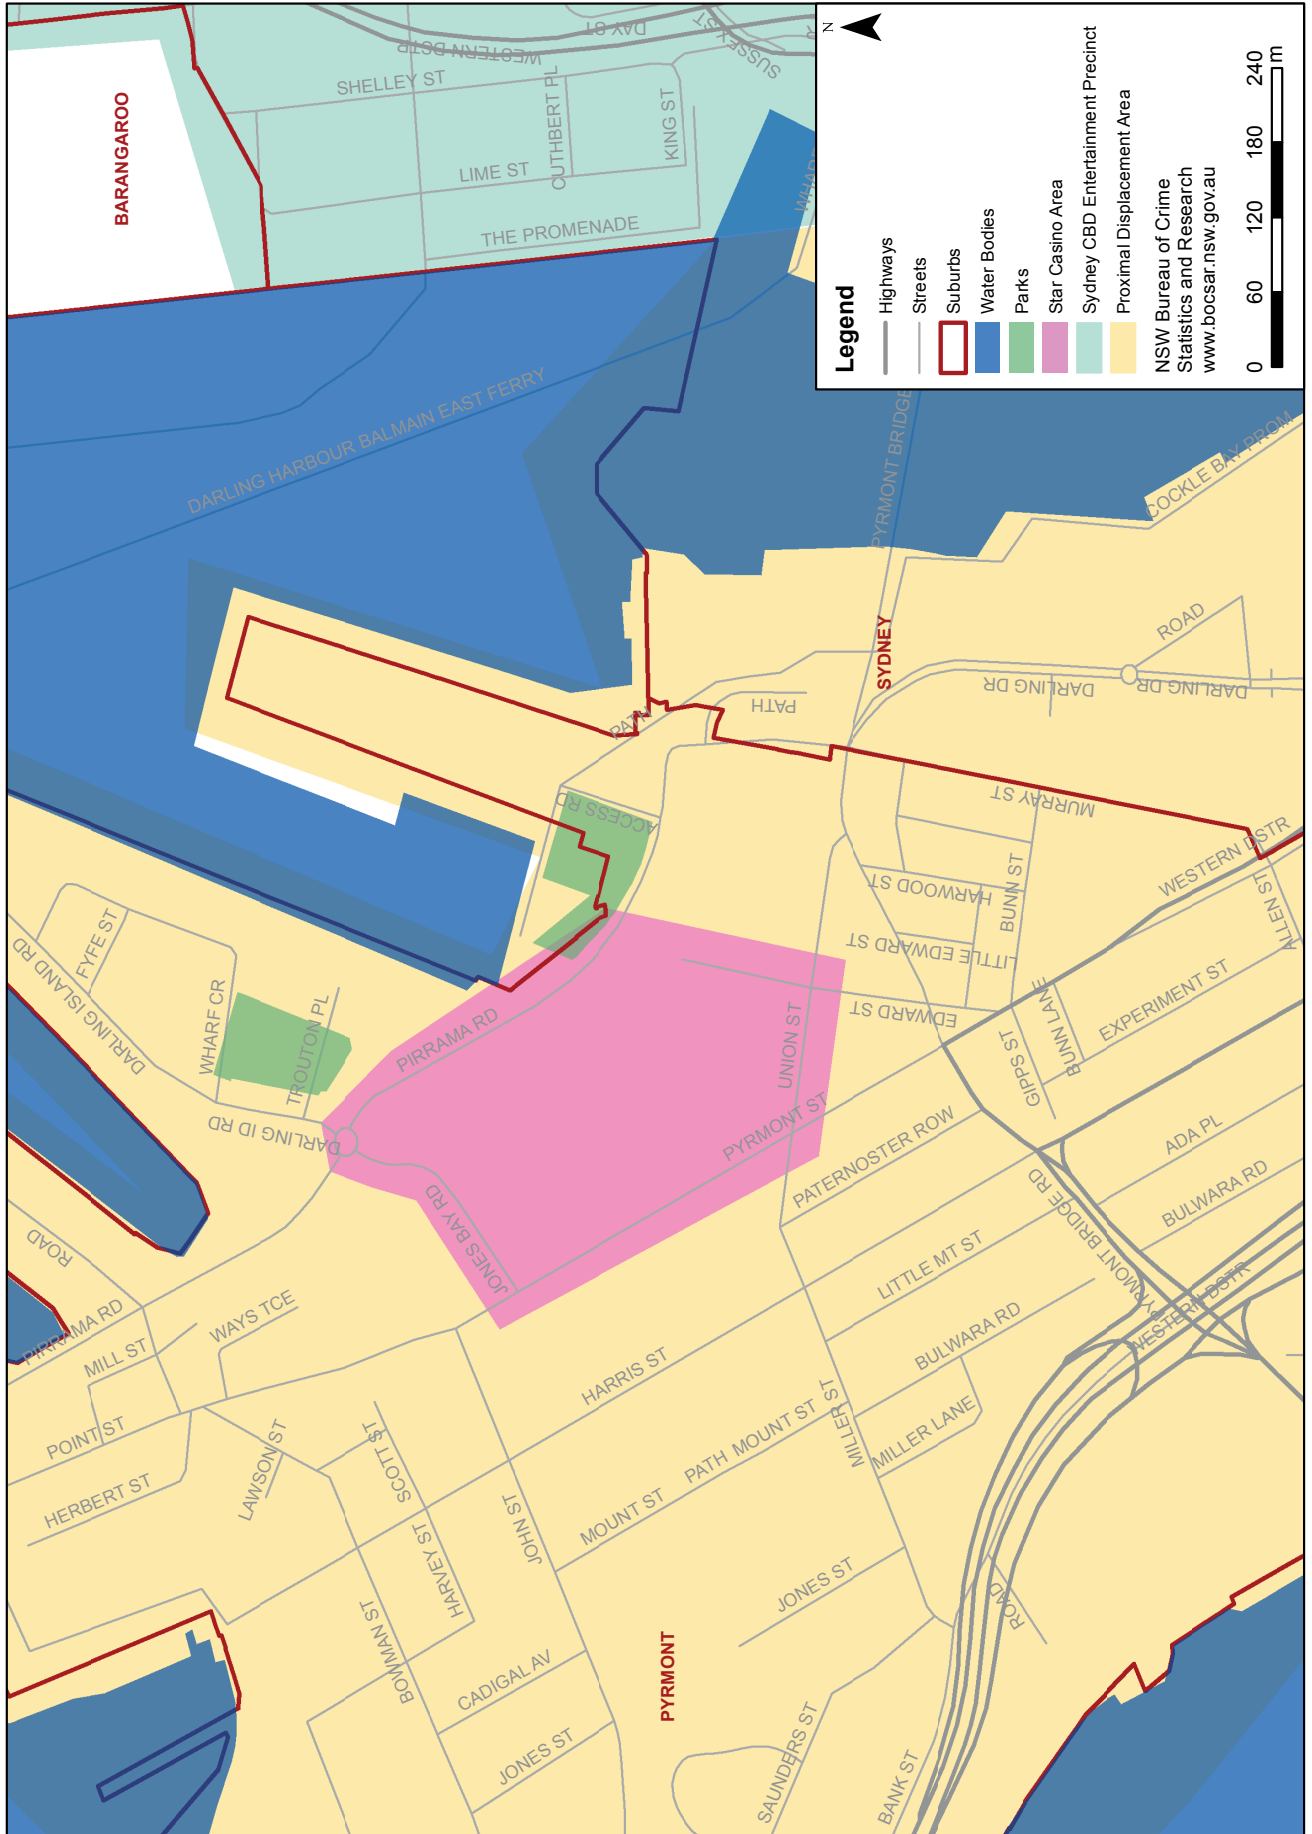 BARANGAROO
SHELLEY ST
WESTERN DSTR
DAY ST
SUSSEX ST
CUTHBERT PL
KING ST
LIME ST
THE PROMENADE
WHARF
DARLING HARBOUR BALMAIN EAST FERRY
PYRMONT BRIDGE
COCKLE BAY PROM
SYDNEY
ROAD
DARLING DR
DARLING DR
DARLING DR
PATH
PATH
ACCESS RD
MURRAY ST
WESTERN DSTR
ALLEN ST
HARWOOD ST
BUNN ST
LITTLE EDWARD ST
EDWARD ST
UNION ST
EXPERIMENT ST
BUNN LANE
GIPPS ST
FYFE ST
DARLING ISLAND RD
WHARF CR
TROUTON PL
DARLING ID RD
PIRRAMA RD
JONES BAY RD
PYRMONT ST
PATERNOSTER ROW
ADA PL
BULWARA RD
PYRMONT BRIDGE RD
WESTERN DSTR
LITTLE MT ST
BULWARA RD
MILLER LANE
MILLER ST
PATH MOUNT ST
HARRIS ST
MOUNT ST
JONES ST
ROAD
ROAD
PIRRAMA RD
MILL ST
WAYS TCE
POINT ST
HERBERT ST
LAWSON ST
SCOTT ST
HARVEY ST
JOHN ST
BOWMAN ST
CADIGAL AV
JONES ST
PYRMONT
SAUNDERS ST
BANK ST
N
Legend
Highways
Streets
Suburbs
Water Bodies
Parks
Star Casino Area
Sydney CBD Entertainment Precinct
Proximal Displacement Area
NSW Bureau of Crime
Statistics and Research
www.bocsar.nsw.gov.au
0 60 120 180 240
m